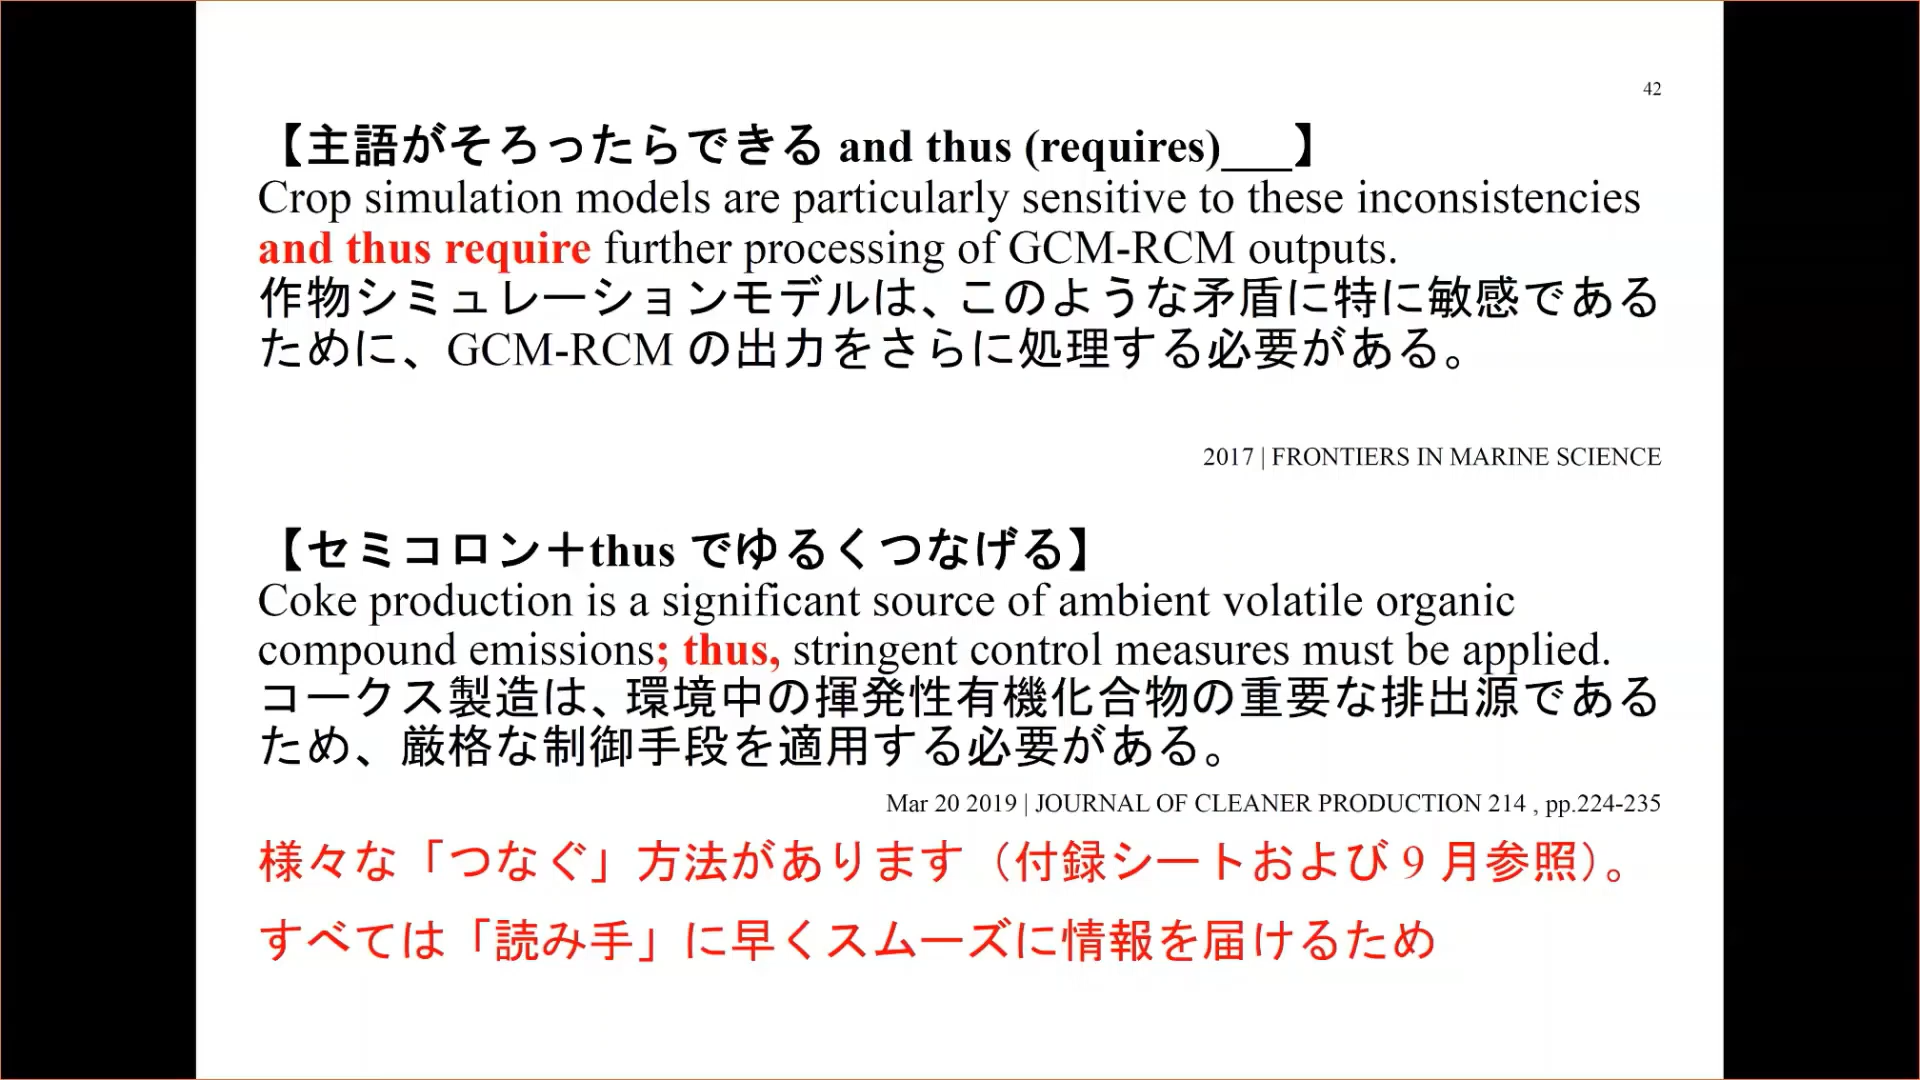 42
【主語がそろったらできる and thus (requires)___】
Crop simulation models are particularly sensitive to these inconsistencies
and thus require further processing of GCM-RCM outputs.
作物シミュレーションモデルは、このような矛盾に特に敏感である
ために、GCM-RCM の出力をさらに処理する必要がある。
2017 | FRONTIERS IN MARINE SCIENCE
【セミコロン＋thus でゆるくつなげる】
Coke production is a significant source of ambient volatile organic
compound emissions; thus, stringent control measures must be applied.
コークス製造は、環境中の揮発性有機化合物の重要な排出源である
ため、厳格な制御手段を適用する必要がある。
Mar 20 2019 | JOURNAL OF CLEANER PRODUCTION 214 , pp.224-235
様々な「つなぐ」方法があります（付録シートおよび 9 月参照）。
すべては「読み手」に早くスムーズに情報を届けるため